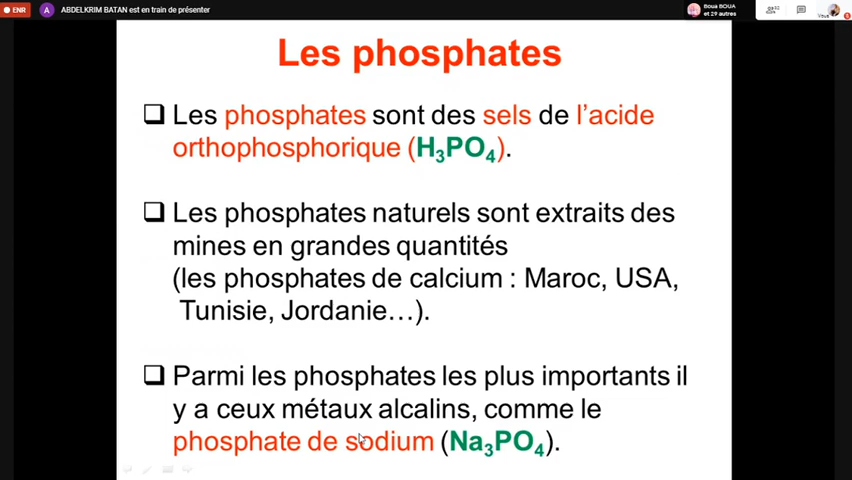 ENR
A ABDELKRIM BATAN est en train de présenter
Boua BOUA
et 29 autres
Vous
Les phosphates
Les phosphates sont des sels de l'acide
orthophosphorique (H₃PO₄).
Les phosphates naturels sont extraits des
mines en grandes quantités
(les phosphates de calcium : Maroc, USA,
Tunisie, Jordanie…).
Parmi les phosphates les plus importants il
y a ceux métaux alcalins, comme le
phosphate de sodium (Na₃PO₄).